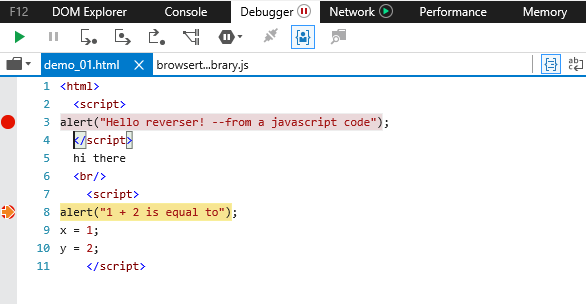 F12 DOM Explorer Console Debugger Network Performance Memory
demo_01.html browsert...brary.js
1 <html>
2 <script>
3 alert("Hello reverser! --from a javascript code");
4 </script>
5 hi there
6 <br/>
7 <script>
8 alert("1 + 2 is equal to");
9 x = 1;
10 y = 2;
11 </script>